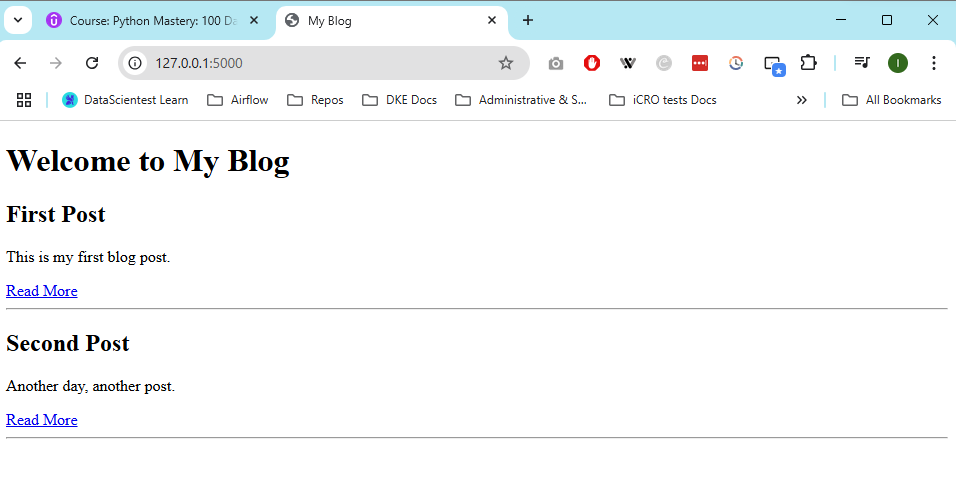 Course: Python Mastery: 100 Da
My Blog
127.0.0.1:5000
I
DataScientest Learn
Airflow
Repos
DKE Docs
Administrative & S...
iCRO tests Docs
All Bookmarks
Welcome to My Blog
First Post
This is my first blog post.
Read More
Second Post
Another day, another post.
Read More